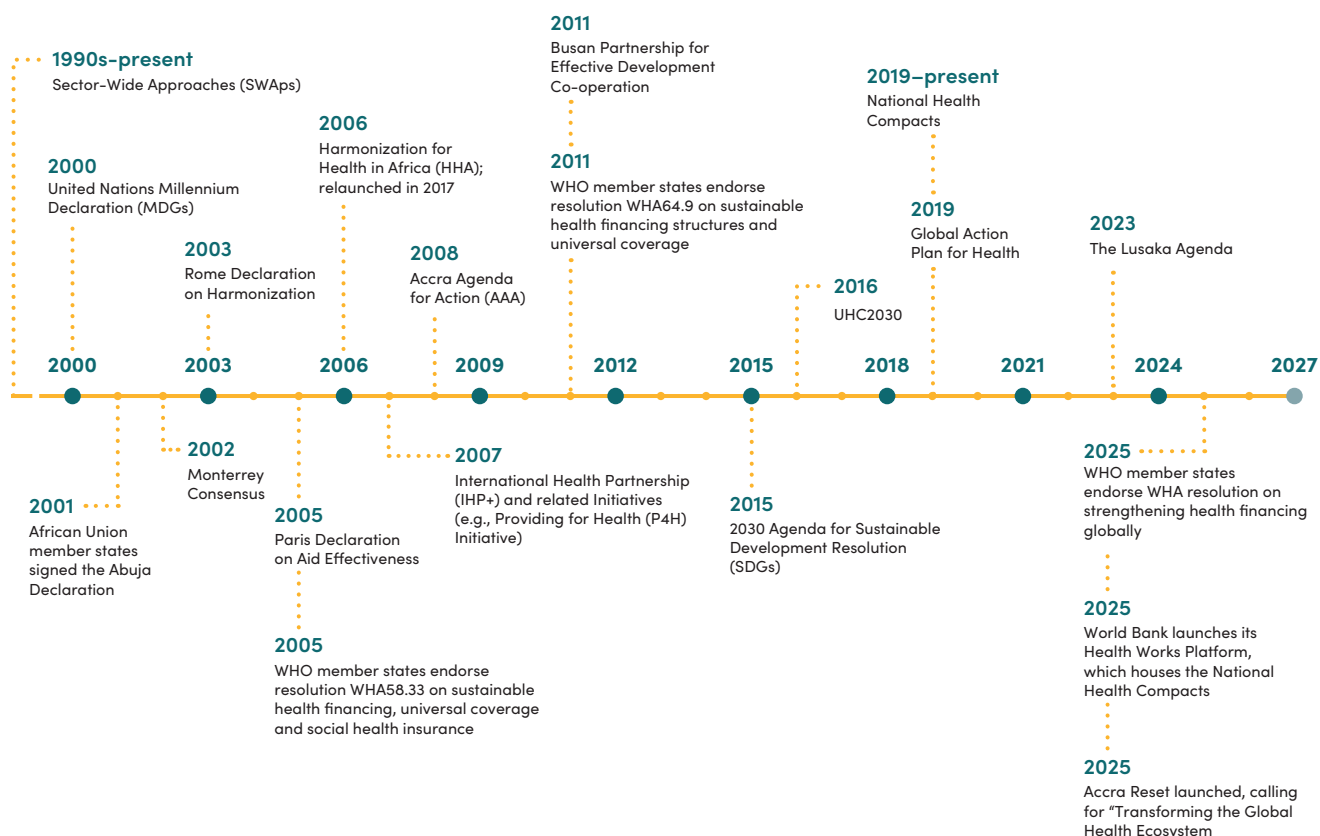 1990s-present
Sector-Wide Approaches (SWAps)
2000
United Nations Millennium
Declaration (MDGs)
2003
Rome Declaration
on Harmonization
2006
Harmonization for
Health in Africa (HHA);
relaunched in 2017
2008
Accra Agenda
for Action (AAA)
2011
Busan Partnership for
Effective Development
Co-operation
2011
WHO member states endorse
resolution WHA64.9 on sustainable
health financing structures and
universal coverage
2016
UHC2030
2019–present
National Health
Compacts
2019
Global Action
Plan for Health
2023
The Lusaka Agenda
2000 2003 2006 2009 2012 2015 2018 2021 2024 2027
2001
African Union
member states
signed the Abuja
Declaration
2002
Monterrey
Consensus
2005
Paris Declaration
on Aid Effectiveness
2005
WHO member states endorse
resolution WHA58.33 on sustainable
health financing, universal coverage
and social health insurance
2007
International Health Partnership
(IHP+) and related Initiatives
(e.g., Providing for Health (P4H)
Initiative)
2015
2030 Agenda for Sustainable
Development Resolution
(SDGs)
2025
WHO member states
endorse WHA resolution on
strengthening health financing
globally
2025
World Bank launches its
Health Works Platform,
which houses the National
Health Compacts
2025
Accra Reset launched, calling
for “Transforming the Global
Health Ecosystem